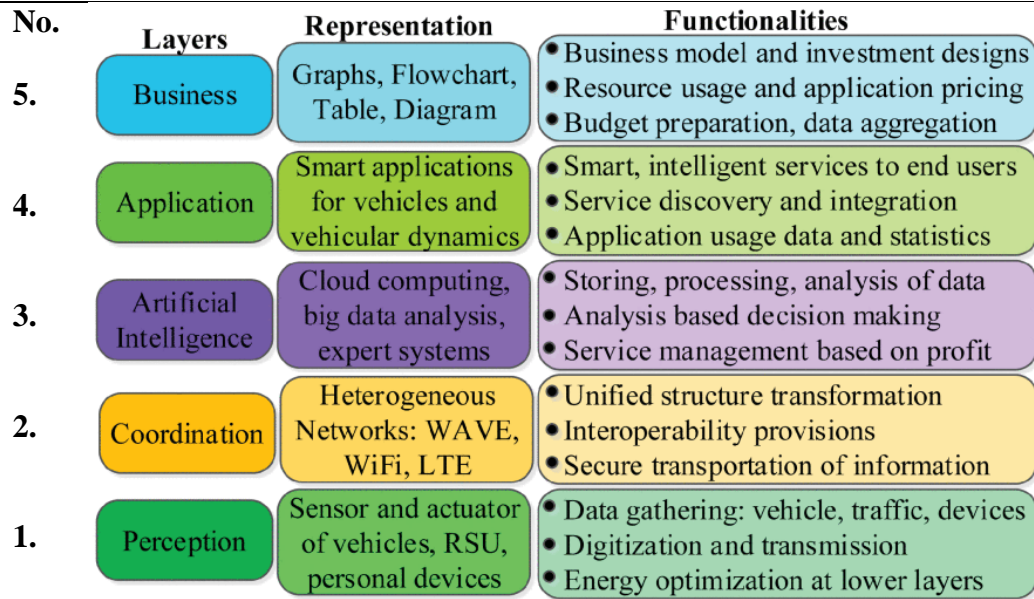 No.
Layers
Representation
Functionalities
5.
Business
Graphs, Flowchart,
Table, Diagram
• Business model and investment designs
• Resource usage and application pricing
• Budget preparation, data aggregation
4.
Application
Smart applications
for vehicles and
vehicular dynamics
• Smart, intelligent services to end users
• Service discovery and integration
• Application usage data and statistics
3.
Artificial
Intelligence
Cloud computing,
big data analysis,
expert systems
• Storing, processing, analysis of data
• Analysis based decision making
• Service management based on profit
2.
Coordination
Heterogeneous
Networks: WAVE,
WiFi, LTE
• Unified structure transformation
• Interoperability provisions
• Secure transportation of information
1.
Perception
Sensor and actuator
of vehicles, RSU,
personal devices
• Data gathering: vehicle, traffic, devices
• Digitization and transmission
• Energy optimization at lower layers